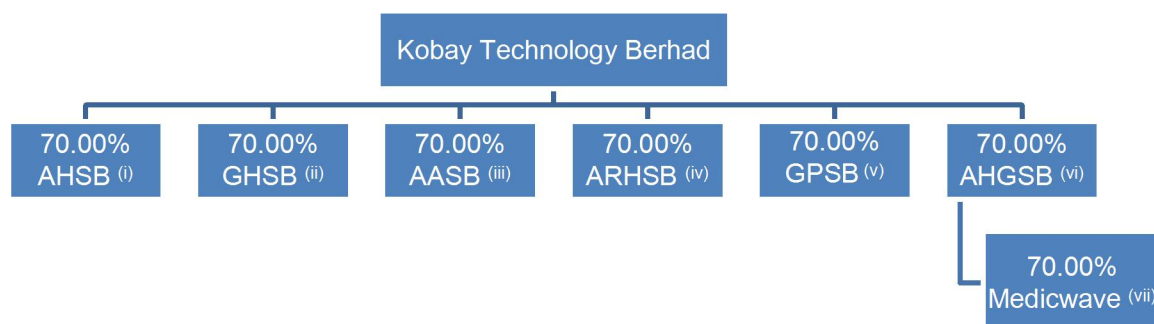 Kobay Technology Berhad
70.00%
AHSB (i)
70.00%
GHSB (ii)
70.00%
AASB (iii)
70.00%
ARHSB (iv)
70.00%
GPSB (v)
70.00%
AHGSB (vi)
70.00%
Medicwave (vii)